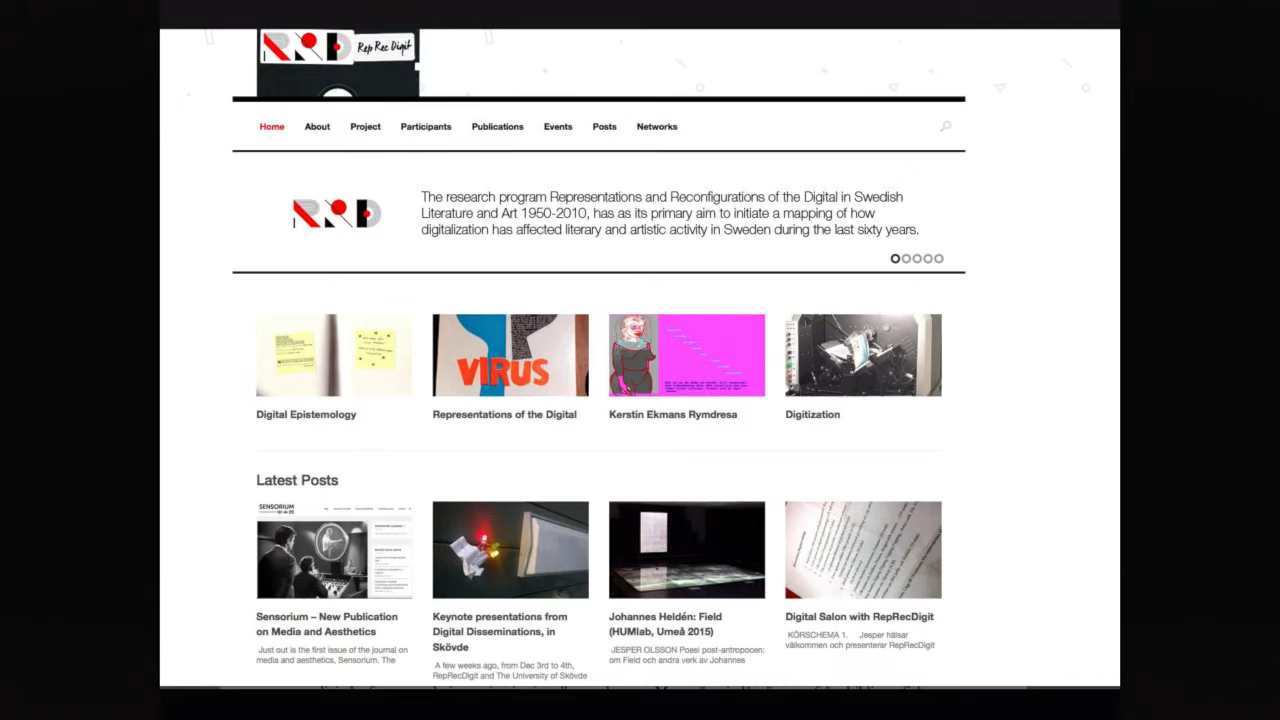 RRD Rep Rec Digit
Home About Project Participants Publications Events Posts Networks
RRD
The research program Representations and Reconfigurations of the Digital in Swedish
Literature and Art 1950-2010, has as its primary aim to initiate a mapping of how
digitalization has affected literary and artistic activity in Sweden during the last sixty years.
VIRUS
Digital Epistemology
Representations of the Digital
Kerstin Ekmans Rymdresa
Digitization
Latest Posts
SENSORIUM
Sensorium – New Publication
on Media and Aesthetics
Just out is the first issue of the journal on
media and aesthetics, Sensorium. The
Keynote presentations from
Digital Disseminations, in
Skövde
A few weeks ago, from Dec 3rd to 4th,
RepRecDigit and The University of Skövde
Johannes Heldén: Field
(HUMlab, Umeå 2015)
JESPER OLSSON Poesi post-antropocen:
om Field och andra verk av Johannes
Digital Salon with RepRecDigit
KÖRSCHEMA 1. Jesper hälsar
välkommen och presenterar RepRecDigit